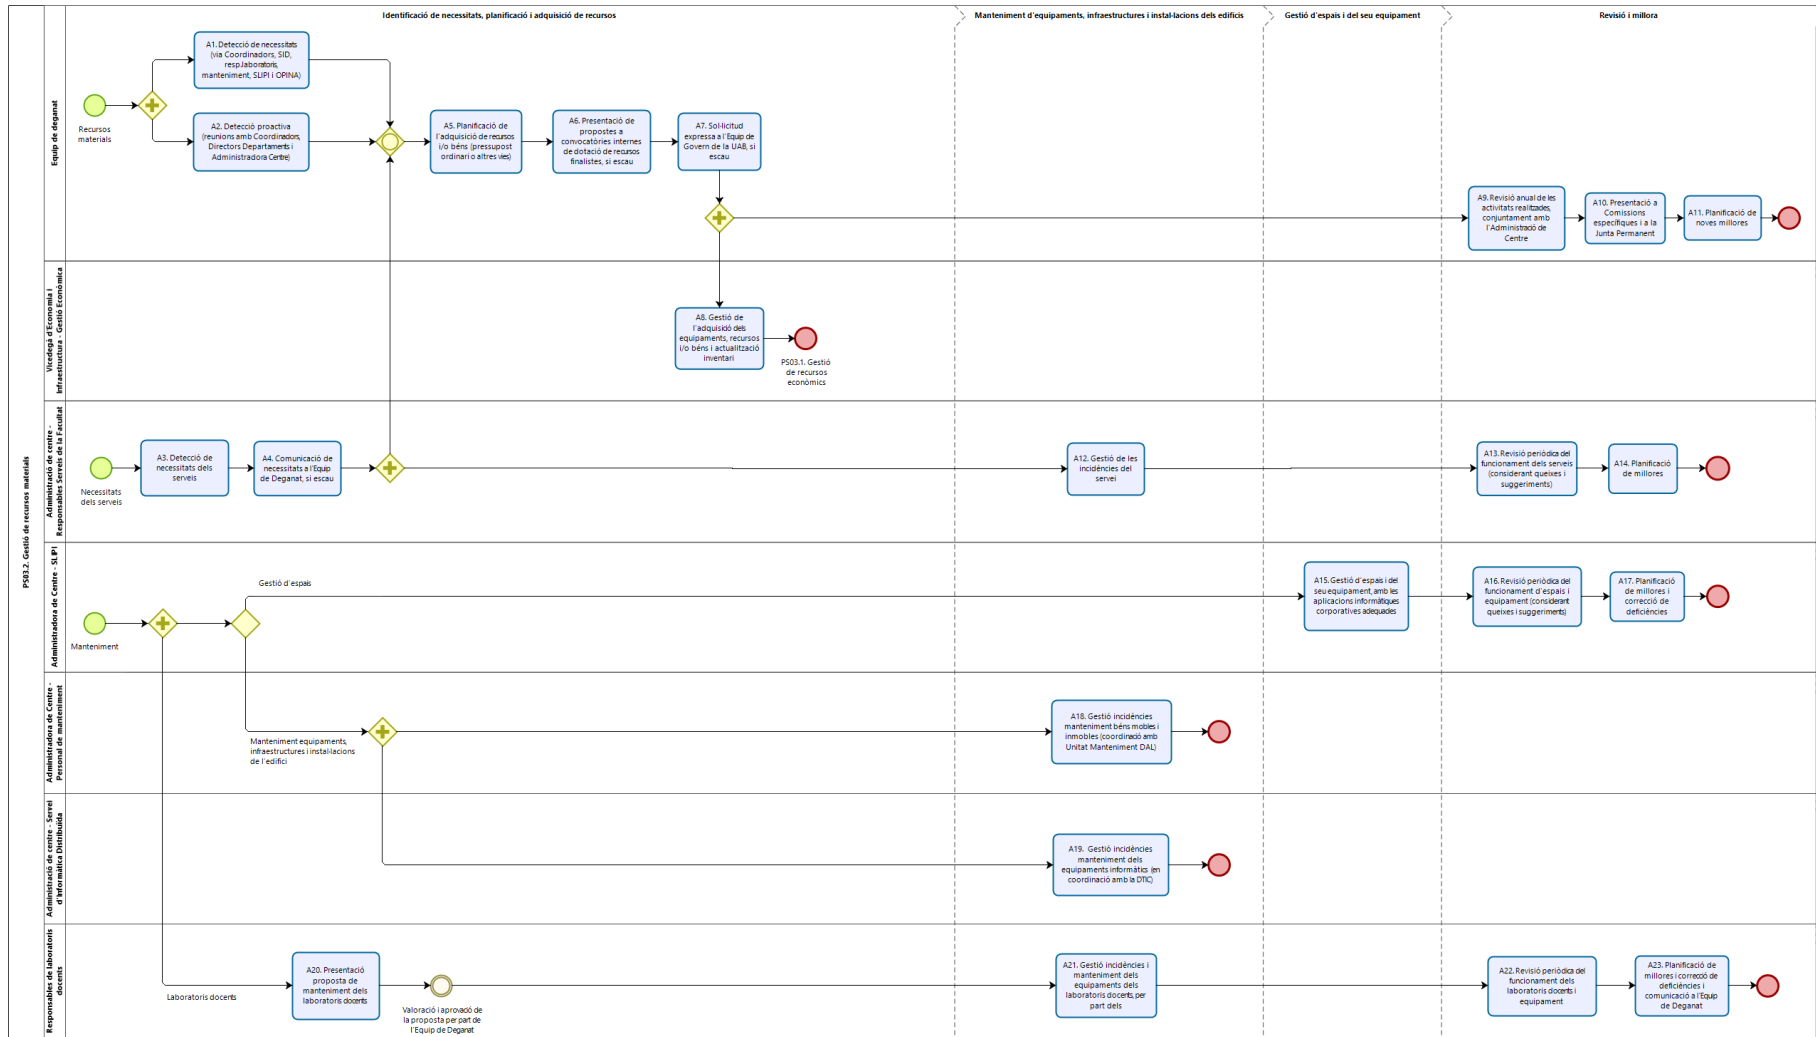 Identificació de necessitats, planificació i adquisició de recursos
Manteniment d'equipaments, infraestructures i instal·lacions dels edificis
Gestió d'espais i del seu equipament
Revisió i millora
PS03.2. Gestió de recursos materials
Equip de deganat
Recursos
materials
A1. Detecció de necessitats
(via Coordinadors, SID,
resp.laboratoris,
manteniment, SLIPI i OPINA)
A2. Detecció proactiva
(reunions amb Coordinadors,
Directors Departaments i
Administradora Centre)
A5. Planificació de
l'adquisició de recursos
i/o béns (pressupost
ordinari o altres vies)
A6. Presentació de
propostes a
convocatòries internes
de dotació de recursos
finalistes, si escau
A7. Sol·licitud
expressa a l'Equip de
Govern de la UAB, si
escau
A9. Revisió anual de les
activitats realitzades,
conjuntament amb
l'Administració de
Centre
A10. Presentació a
Comissions
específiques i a la
Junta Permanent
A11. Planificació de
noves millores
Vicedegà d'Economia i
Infraestructura - Gestió Econòmica
A8. Gestió de
l'adquisició dels
equipaments, recursos
i/o béns i actualització
inventari
PS03.1. Gestió
de recursos
econòmics
Administració de centre -
Responsables Serveis de la Facultat
Necessitats
dels serveis
A3. Detecció de
necessitats dels
serveis
A4. Comunicació de
necessitats a l'Equip
de Deganat, si escau
A12. Gestió de les
incidències del
servei
A13. Revisió periòdica del
funcionament dels serveis
(considerant queixes i
suggeriments)
A14. Planificació
de millores
Administradora de Centre - SLIPI
Manteniment
Gestió d'espais
A15. Gestió d'espais i del
seu equipament, amb les
aplicacions informàtiques
corporatives adequades
A16. Revisió periòdica del
funcionament d'espais i
equipament (considerant
queixes i suggeriments)
A17. Planificació
de millores i
correcció de
deficiències
Administradora de Centre -
Personal de manteniment
Manteniment equipaments,
infraestructures i instal·lacions
de l'edifici
A18. Gestió incidències
manteniment béns mobles i
inmobles (coordinació amb
Unitat Manteniment DAL)
Administració de centre - Servei
d'Informàtica Distribuïda
A19. Gestió incidències
manteniment dels
equipaments informàtics (en
coordinació amb la DTIC)
Responsables de laboratoris
docents
Laboratoris docents
A20. Presentació
proposta de
manteniment dels
laboratoris docents
Valoració i aprovació de
la proposta per part de
l'Equip de Deganat
A21. Gestió incidències i
manteniment dels
equipaments dels
laboratoris docents, per
part dels
A22. Revisió periòdica del
funcionament dels
laboratoris docents i
equipament
A23. Planificació de
millores i correcció de
deficiències i
comunicació a l'Equip
de Deganat